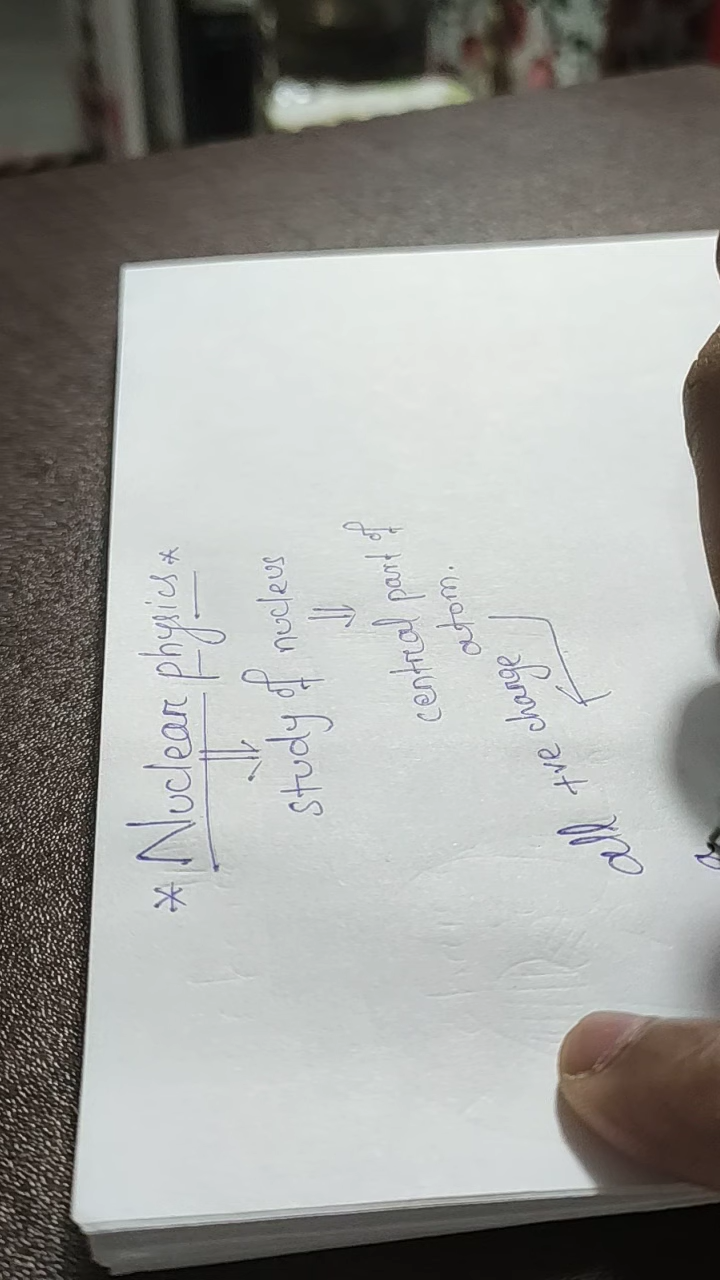 * Nuclear physics *
⇓
study of nucleus
⇓
central part of
atom.
all +ve charge
a